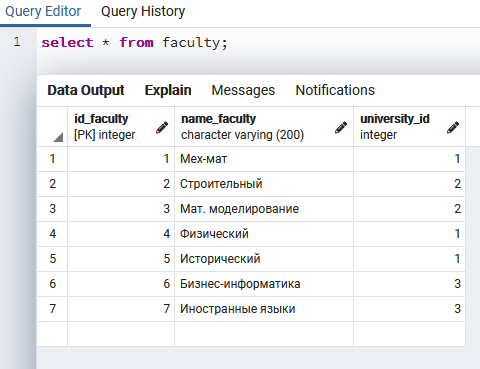 Query Editor Query History
1 select * from faculty;
Data Output Explain Messages Notifications
id_faculty name_faculty university_id
[PK] integer character varying (200) integer
1 1 Мех-мат 1
2 2 Строительный 2
3 3 Мат. моделирование 2
4 4 Физический 1
5 5 Исторический 1
6 6 Бизнес-информатика 3
7 7 Иностранные языки 3